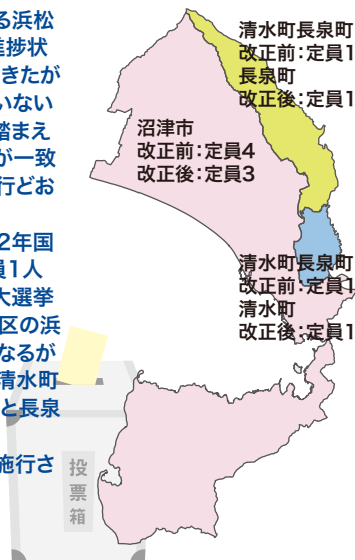 る浜松
進捗状
きたが
いない
踏まえ
が一致
行どお
2年国
員1人
大選挙
区の浜
なるが
清水町
と長泉
施行さ
清水町長泉町
改正前：定員1
長泉町
改正後：定員1
沼津市
改正前：定員4
改正後：定員3
清水町長泉町
改正前：定員1
清水町
改正後：定員1
投票箱